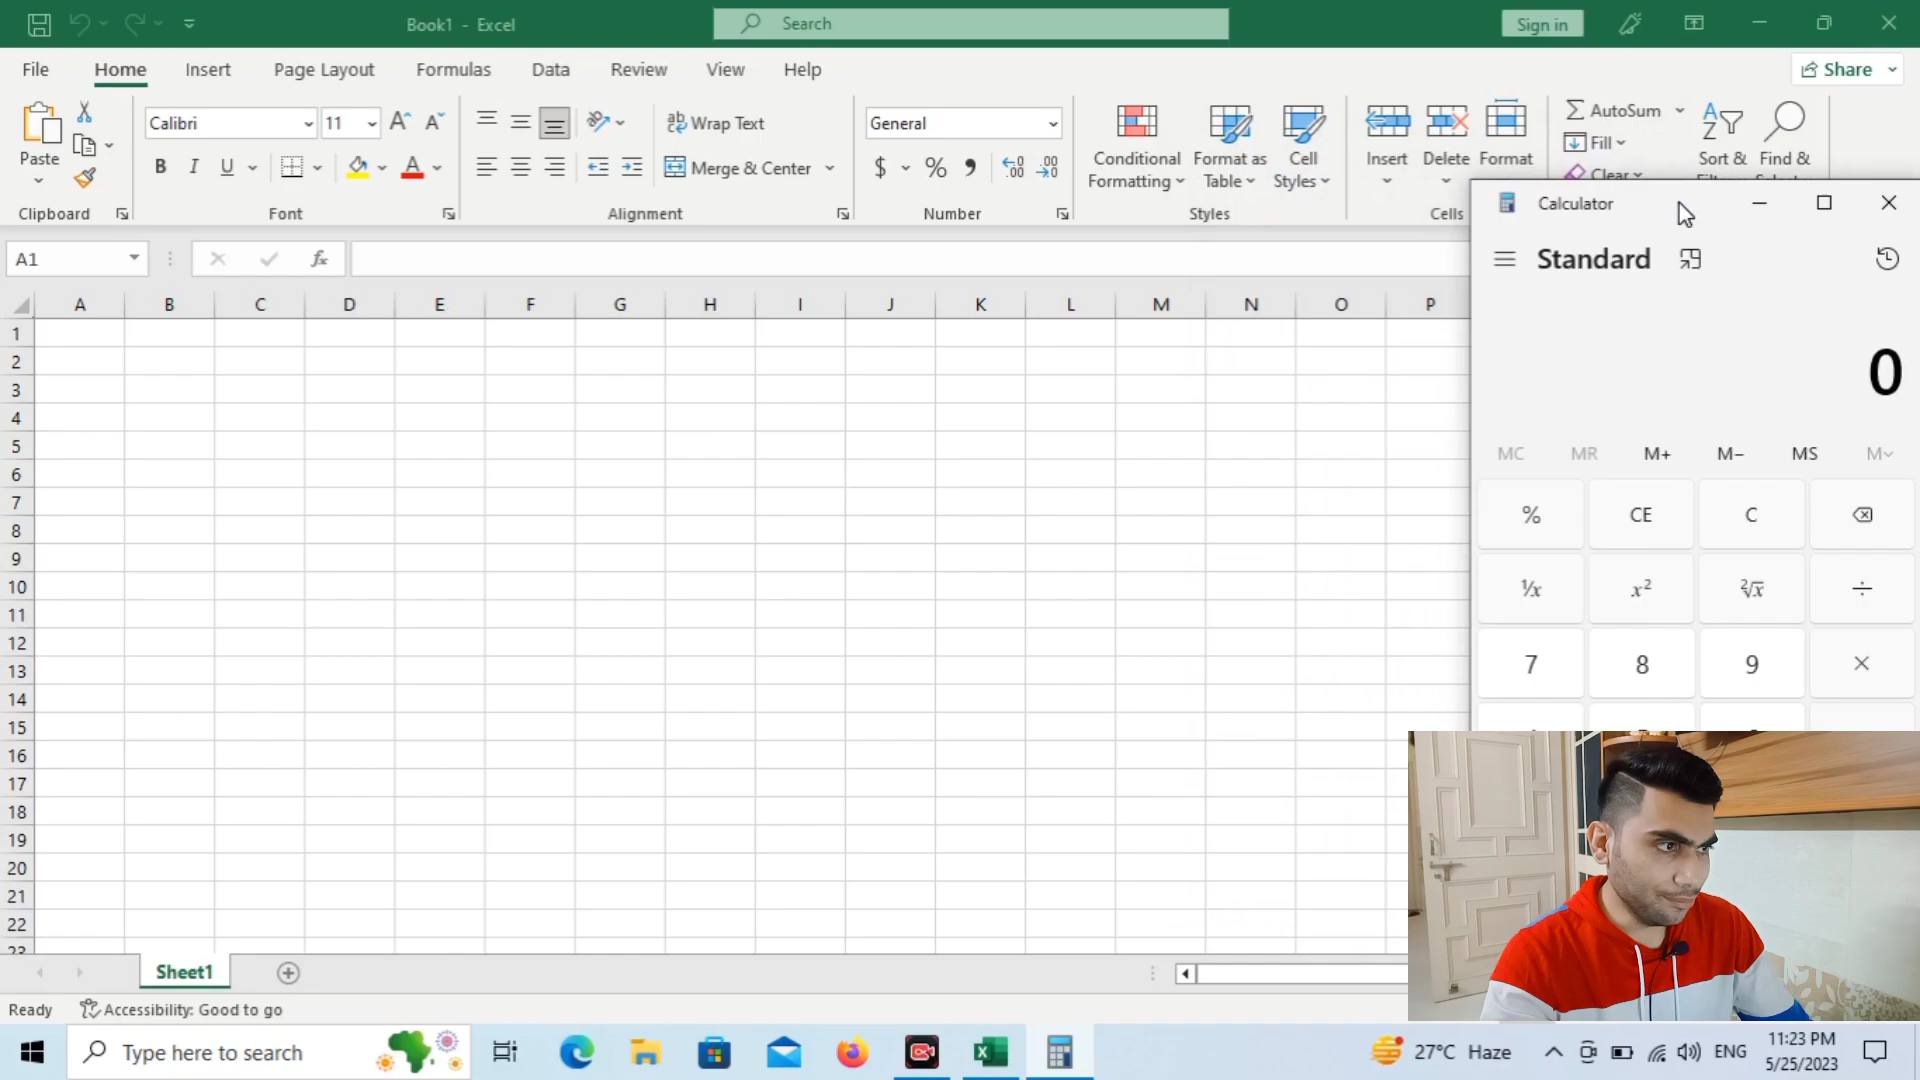 Book1 - Excel
Search
Sign in
File Home Insert Page Layout Formulas Data Review View Help
Share
Paste
Clipboard
Calibri 11
B I U
Font
Wrap Text
Merge & Center
Alignment
General
$ %
Number
Conditional Formatting
Format as Table
Cell Styles
Styles
Insert Delete Format
Cells
AutoSum
Fill
Clear
Sort &
Find &
A1
fx
A B C D E F G H I J K L M N O P
1
2
3
4
5
6
7
8
9
10
11
12
13
14
15
16
17
18
19
20
21
22
23
Calculator
Standard
0
MC MR M+ M− MS M
% CE C
⅟x x² ²√x ÷
7 8 9 ×
Sheet1
Ready
Accessibility: Good to go
Type here to search
27°C Haze
ENG
11:23 PM
5/25/2023